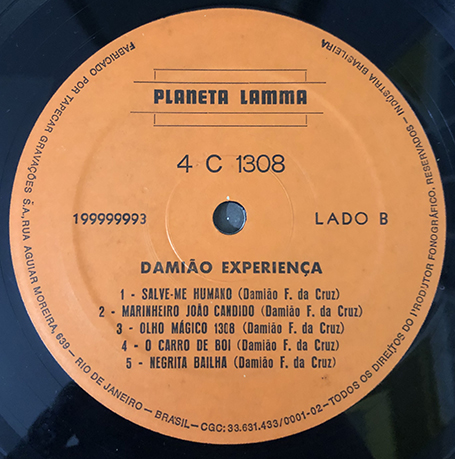 PLANETA LAMMA
4 C 1308
199999993
LADO B
DAMIÃO EXPERIENÇA
1 - SALVE-ME HUMANO (Damião F. da Cruz)
2 - MARINHEIRO JOÃO CANDIDO (Damião F. da Cruz)
3 - OLHO MÁGICO 1308 (Damião F. da Cruz)
4 - O CARRO DE BOI (Damião F. da Cruz)
5 - NEGRITA BAILHA (Damião F. da Cruz)
FABRICADO POR TAPECAR GRAVAÇÕES S.A., RUA AGUIAR MOREIRA, 639 - RIO DE JANEIRO - BRASIL - CGC: 33.631.433/0001-02 - TODOS OS DIREITOS DO PRODUTOR FONOGRÁFICO, RESERVADOS - INDÚSTRIA BRASILEIRA